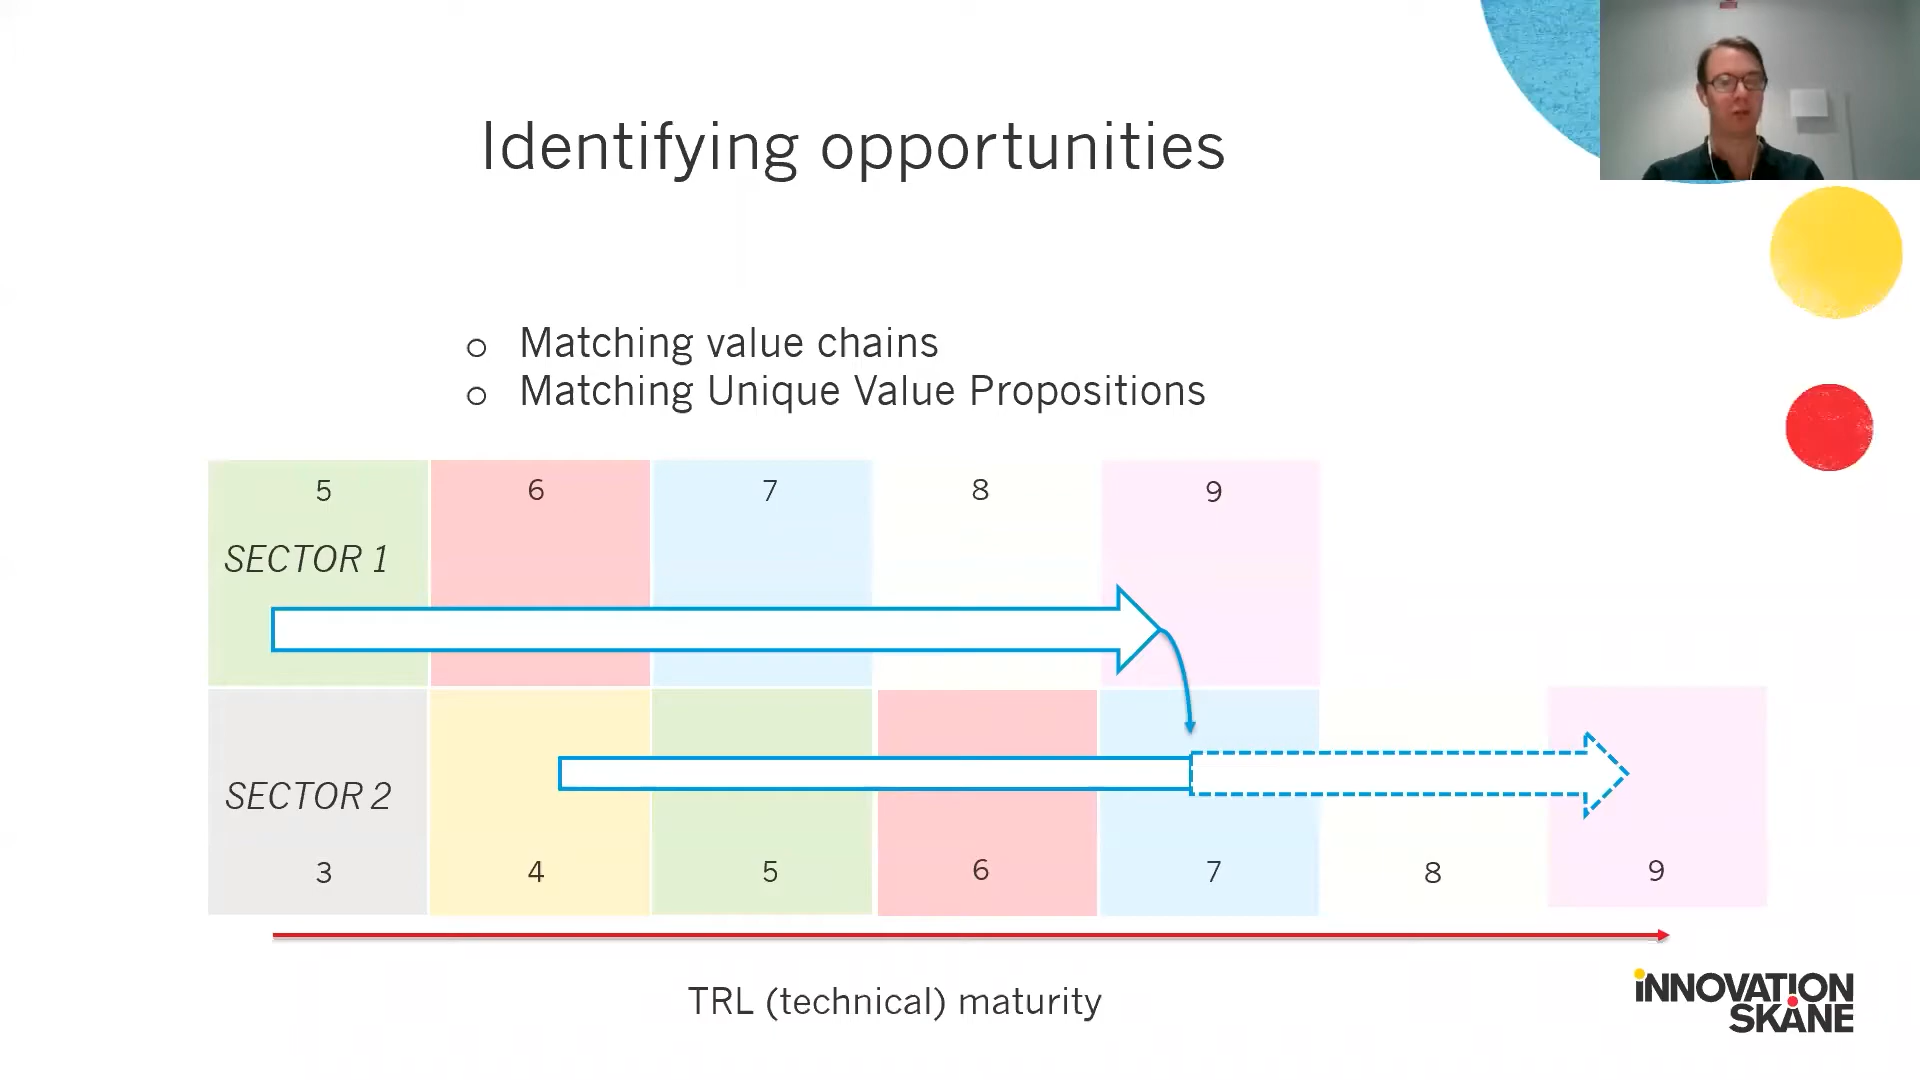 Identifying opportunities
Matching value chains
Matching Unique Value Propositions
5 6 7 8 9
SECTOR 1
SECTOR 2
3 4 5 6 7 8 9
TRL (technical) maturity
INNOVATION
SKÅNE